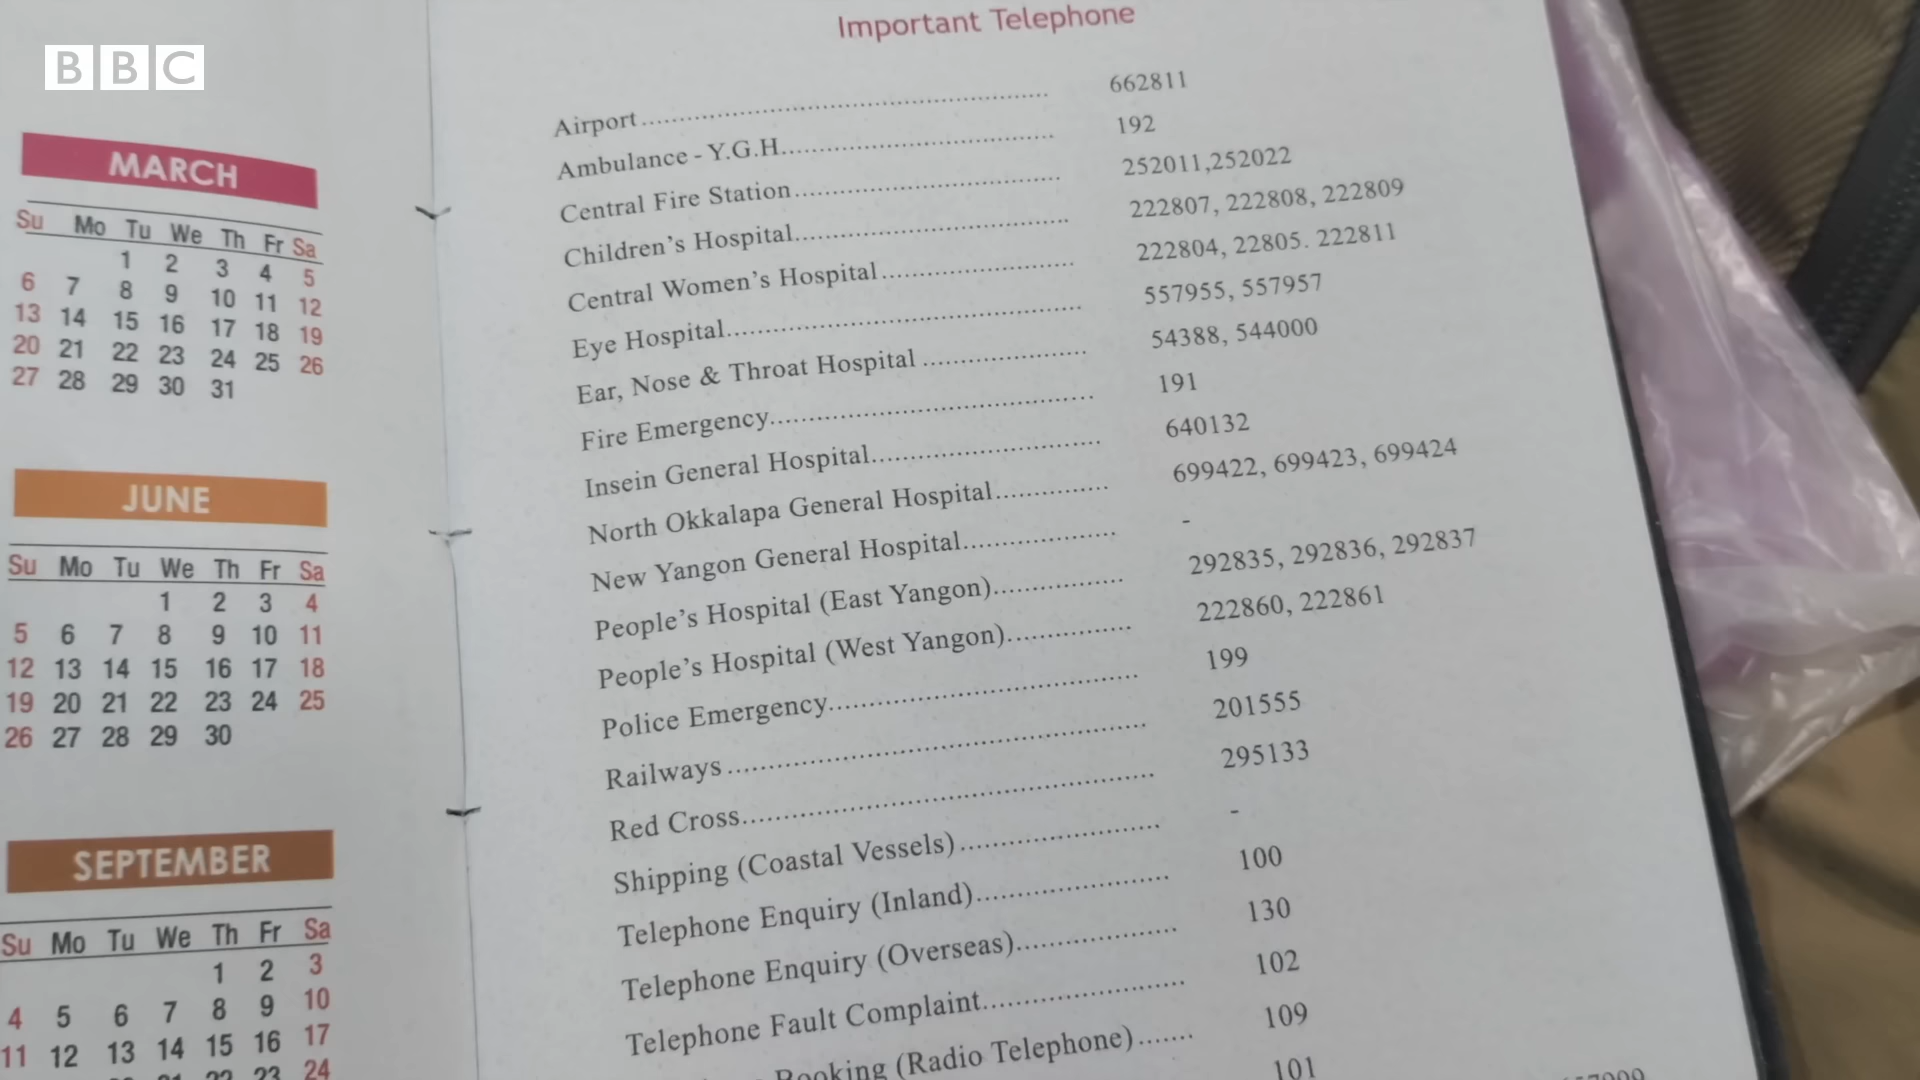 BBC
MARCH
Su Mo Tu We Th Fr Sa
1 2 3 4 5
6 7 8 9 10 11 12
13 14 15 16 17 18 19
20 21 22 23 24 25 26
27 28 29 30 31
JUNE
Su Mo Tu We Th Fr Sa
1 2 3 4
5 6 7 8 9 10 11
12 13 14 15 16 17 18
19 20 21 22 23 24 25
26 27 28 29 30
SEPTEMBER
Su Mo Tu We Th Fr Sa
1 2 3
4 5 6 7 8 9 10
11 12 13 14 15 16 17
22 23 24
Important Telephone
Airport 662811
Ambulance - Y.G.H. 192
Central Fire Station 252011,252022
Children's Hospital 222807, 222808, 222809
Central Women's Hospital 222804, 22805. 222811
Eye Hospital 557955, 557957
Ear, Nose & Throat Hospital 54388, 544000
Fire Emergency 191
Insein General Hospital 640132
North Okkalapa General Hospital 699422, 699423, 699424
New Yangon General Hospital -
People's Hospital (East Yangon) 292835, 292836, 292837
People's Hospital (West Yangon) 222860, 222861
Police Emergency 199
Railways 201555
Red Cross 295133
Shipping (Coastal Vessels) -
Telephone Enquiry (Inland) 100
Telephone Enquiry (Overseas) 130
Telephone Fault Complaint 102
Booking (Radio Telephone) 109
101